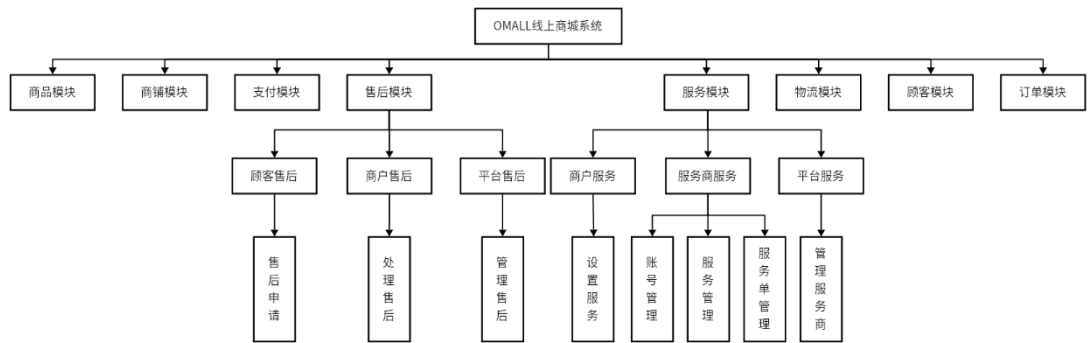 OMALL线上商城系统
商品模块
商铺模块
支付模块
售后模块
服务模块
物流模块
顾客模块
订单模块
顾客售后
商户售后
平台售后
商户服务
服务商服务
平台服务
售后申请
处理售后
管理售后
设置服务
账号管理
服务管理
服务单管理
管理服务商